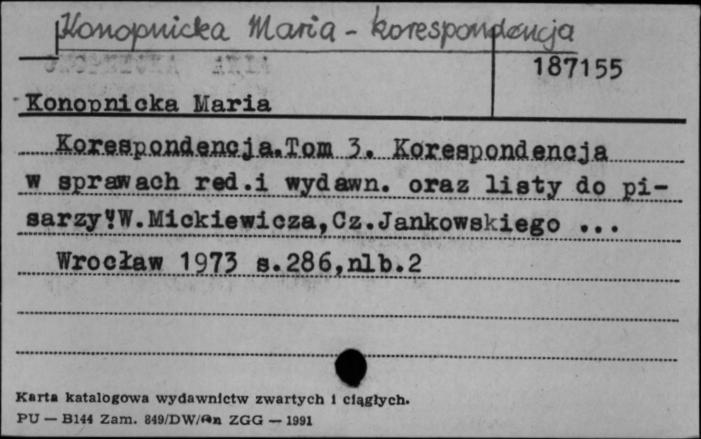 Konopnicka Maria - korespondencja
187155
Konopnicka Maria
Korespondencja.Tom 3. Korespondencja
w sprawach red.i wydawn. oraz listy do pi-
sarzy:W.Mickiewicza,Cz.Jankowskiego ...
Wrocław 1973 s.286,nlb.2
Karta katalogowa wydawnictw zwartych i ciągłych.
PU — B144 Zam. 849/DW/ ZGG — 1991